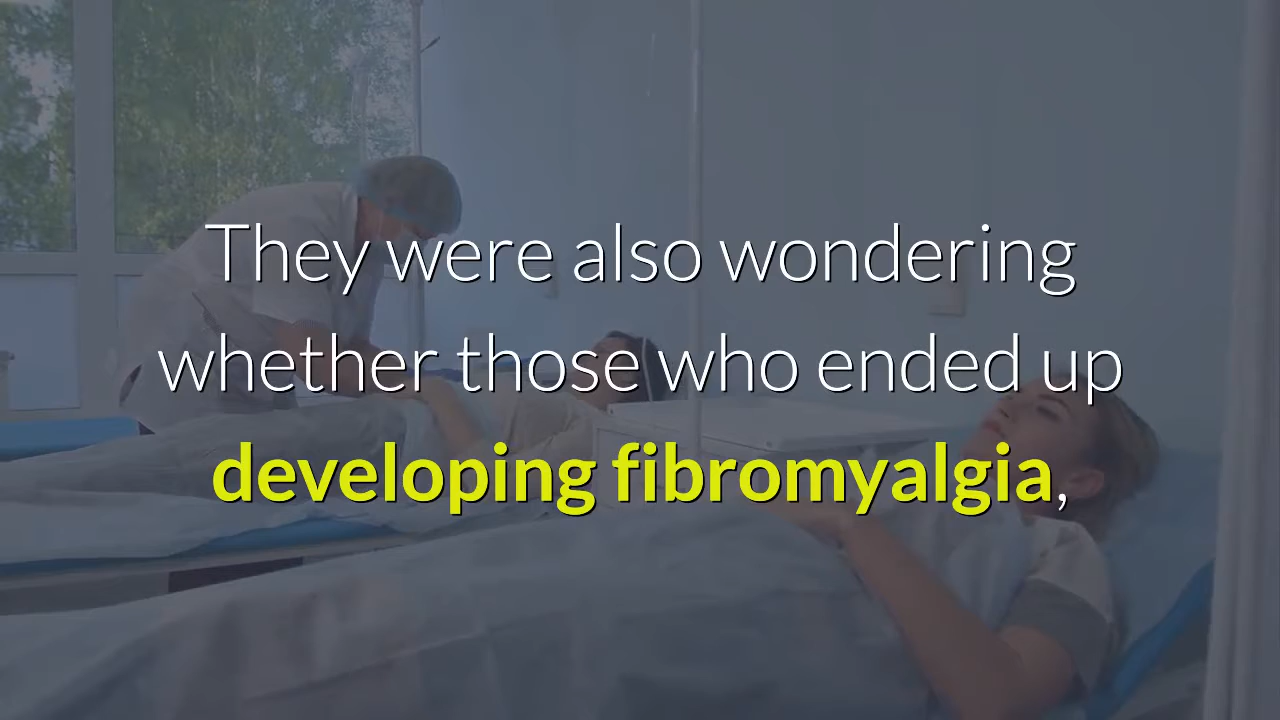 They were also wondering
whether those who ended up
developing fibromyalgia,